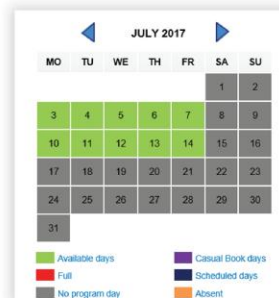 JULY 2017
MO TU WE TH FR SA SU
1 2
3 4 5 6 7 8 9
10 11 12 13 14 15 16
17 18 19 20 21 22 23
24 25 26 27 28 29 30
31
Available days Casual Book days
Full Scheduled days
No program day Absent